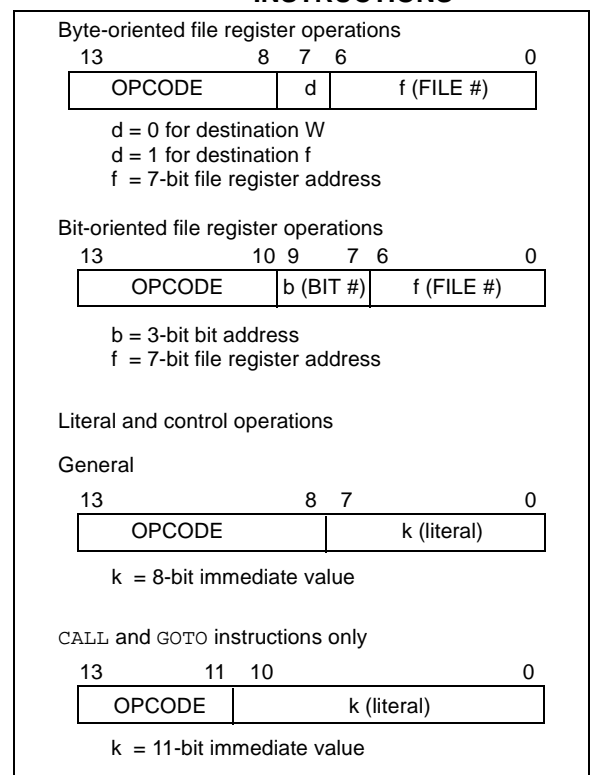 INSTRUCTIONS
Byte-oriented file register operations
13 8 7 6 0
OPCODE d f (FILE #)
d = 0 for destination W
d = 1 for destination f
f = 7-bit file register address
Bit-oriented file register operations
13 10 9 7 6 0
OPCODE b (BIT #) f (FILE #)
b = 3-bit bit address
f = 7-bit file register address
Literal and control operations
General
13 8 7 0
OPCODE k (literal)
k = 8-bit immediate value
CALL and GOTO instructions only
13 11 10 0
OPCODE k (literal)
k = 11-bit immediate value